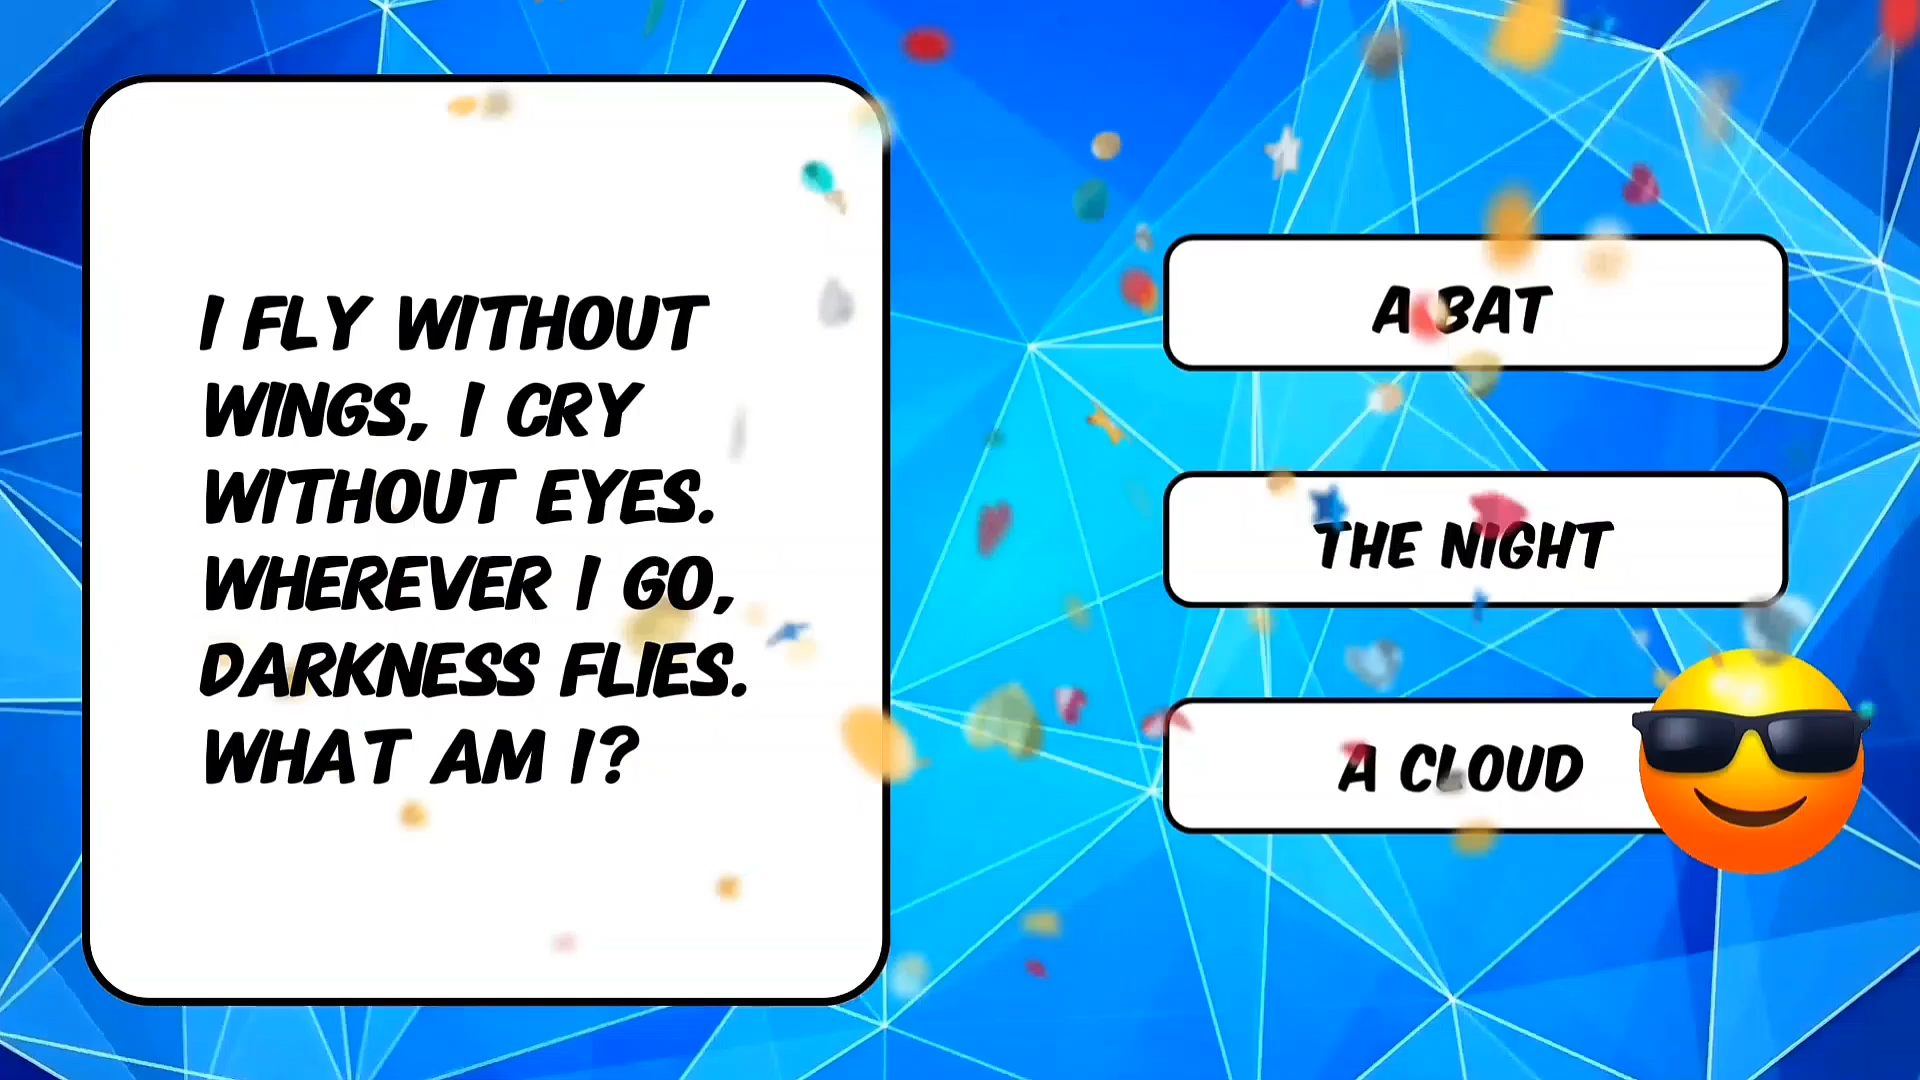 I FLY WITHOUT
WINGS, I CRY
WITHOUT EYES.
WHEREVER I GO,
DARKNESS FLIES.
WHAT AM I?
A BAT
THE NIGHT
A CLOUD